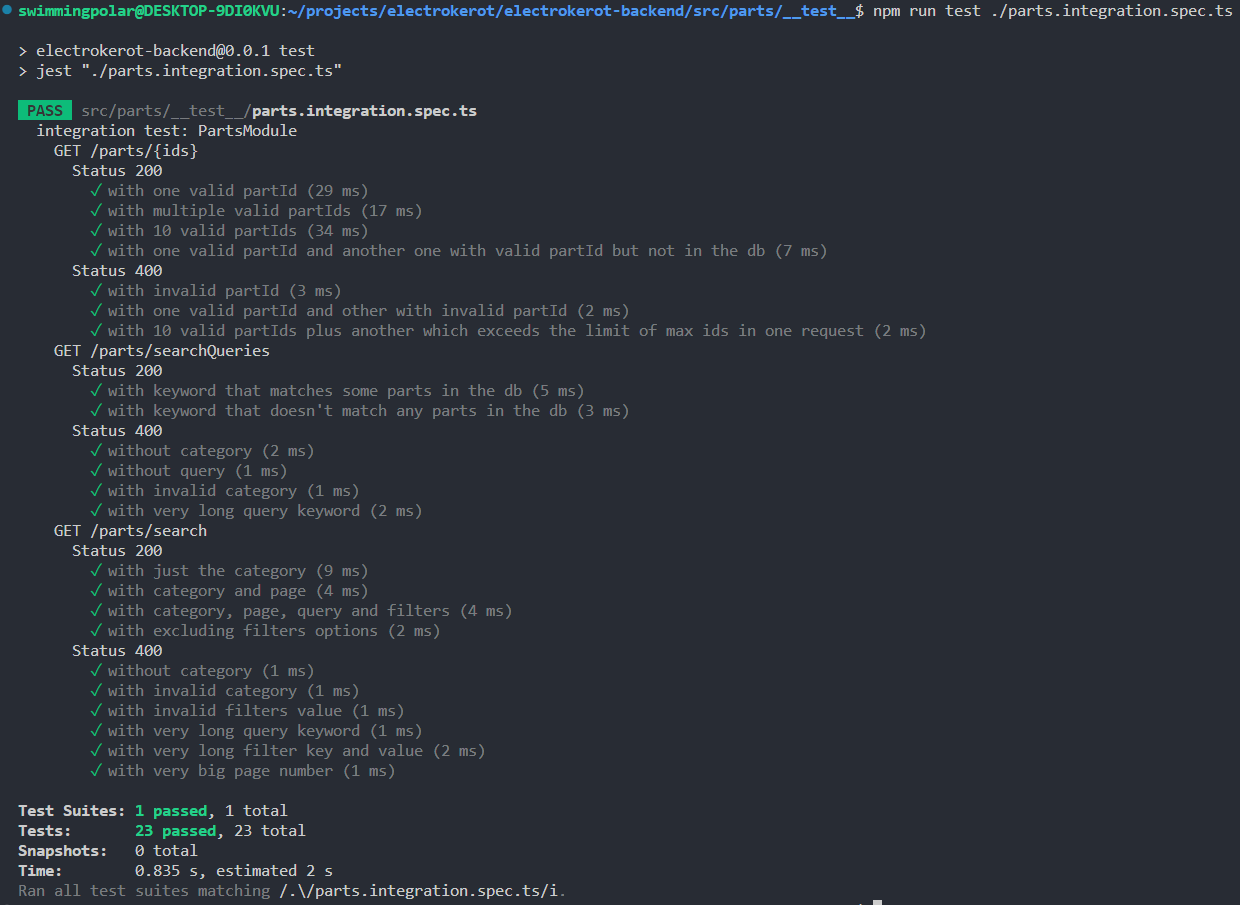 swimmingpolar@DESKTOP-9DI0KVU:~/projects/electrokerot/electrokerot-backend/src/parts/__test__$ npm run test ./parts.integration.spec.ts
> electrokerot-backend@0.0.1 test
> jest "./parts.integration.spec.ts"
PASS src/parts/__test__/parts.integration.spec.ts
integration test: PartsModule
GET /parts/{ids}
Status 200
✓ with one valid partId (29 ms)
✓ with multiple valid partIds (17 ms)
✓ with 10 valid partIds (34 ms)
✓ with one valid partId and another one with valid partId but not in the db (7 ms)
Status 400
✓ with invalid partId (3 ms)
✓ with one valid partId and other with invalid partId (2 ms)
✓ with 10 valid partIds plus another which exceeds the limit of max ids in one request (2 ms)
GET /parts/searchQueries
Status 200
✓ with keyword that matches some parts in the db (5 ms)
✓ with keyword that doesn't match any parts in the db (3 ms)
Status 400
✓ without category (2 ms)
✓ without query (1 ms)
✓ with invalid category (1 ms)
✓ with very long query keyword (2 ms)
GET /parts/search
Status 200
✓ with just the category (9 ms)
✓ with category and page (4 ms)
✓ with category, page, query and filters (4 ms)
✓ with excluding filters options (2 ms)
Status 400
✓ without category (1 ms)
✓ with invalid category (1 ms)
✓ with invalid filters value (1 ms)
✓ with very long query keyword (1 ms)
✓ with very long filter key and value (2 ms)
✓ with very big page number (1 ms)
Test Suites: 1 passed, 1 total
Tests: 23 passed, 23 total
Snapshots: 0 total
Time: 0.835 s, estimated 2 s
Ran all test suites matching /.\/parts.integration.spec.ts/i.